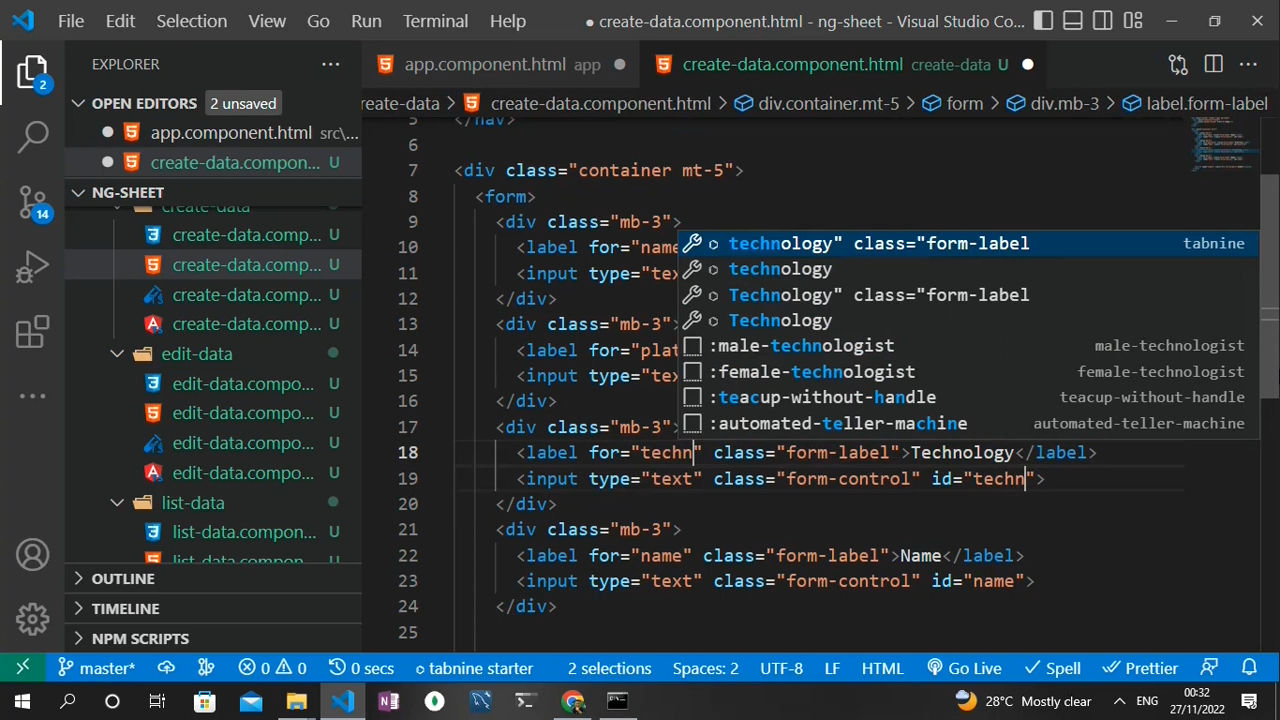 File Edit Selection View Go Run Terminal Help
● create-data.component.html - ng-sheet - Visual Studio Co...
EXPLORER
app.component.html app
create-data.component.html create-data U
OPEN EDITORS 2 unsaved
reate-data > create-data.component.html > div.container.mt-5 > form > div.mb-3 > label.form-label
app.component.html src\...
create-data.compon... U
NG-SHEET
create-data
create-data.comp... U
create-data.comp... U
create-data.comp... U
create-data.comp... U
edit-data
edit-data.compo... U
edit-data.compo... U
edit-data.compo... U
edit-data.compo... U
list-data
list-data.compon... U
list-data.compon... U
OUTLINE
TIMELINE
NPM SCRIPTS
2
14
5 </nav>
6
7 <div class="container mt-5">
8 <form>
9 <div class="mb-3">
10 <label for="name
11 <input type="tex
12 </div>
13 <div class="mb-3">
14 <label for="plat
15 <input type="tex
16 </div>
17 <div class="mb-3">
18 <label for="techn" class="form-label">Technology</label>
19 <input type="text" class="form-control" id="techn">
20 </div>
21 <div class="mb-3">
22 <label for="name" class="form-label">Name</label>
23 <input type="text" class="form-control" id="name">
24 </div>
25
technology" class="form-label tabnine
technology
Technology" class="form-label
Technology
:male-technologist male-technologist
:female-technologist female-technologist
:teacup-without-handle teacup-without-handle
:automated-teller-machine automated-teller-machine
master* 0 0 0 secs tabnine starter 2 selections Spaces: 2 UTF-8 LF HTML Go Live Spell Prettier
28°C Mostly clear ENG 00:32
27/11/2022